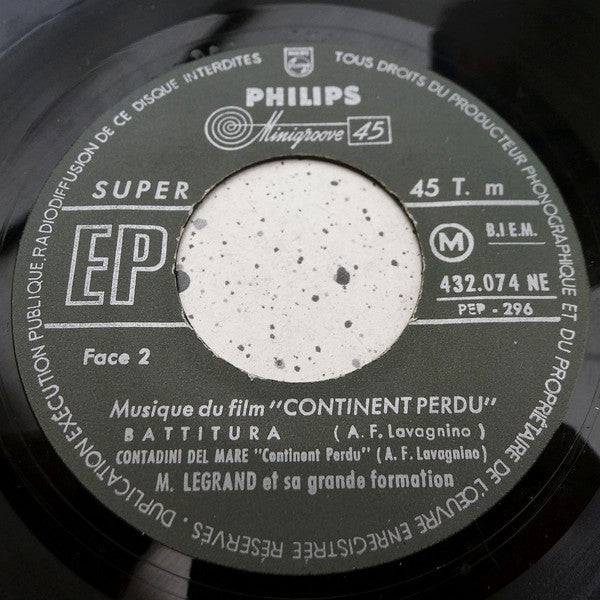 DUPLICATION EXÉCUTION PUBLIQUE.RADIODIFFUSION DE CE DISQUE INTERDITES
TOUS DROITS DU PRODUCTEUR PHONOGRAPHIQUE ET DU PROPRIÉTAIRE DE L'ŒUVRE ENREGISTRÉE RÉSERVÉS .
PHILIPS
Minigroove 45
SUPER
45 T. m
EP
M
B.I.E.M.
432.074 NE
PEP - 296
Face 2
Musique du film "CONTINENT PERDU"
BATTITURA (A.F. Lavagnino)
CONTADINI DEL MARE "Continent Perdu" (A.F. Lavagnino)
M. LEGRAND et sa grande formation